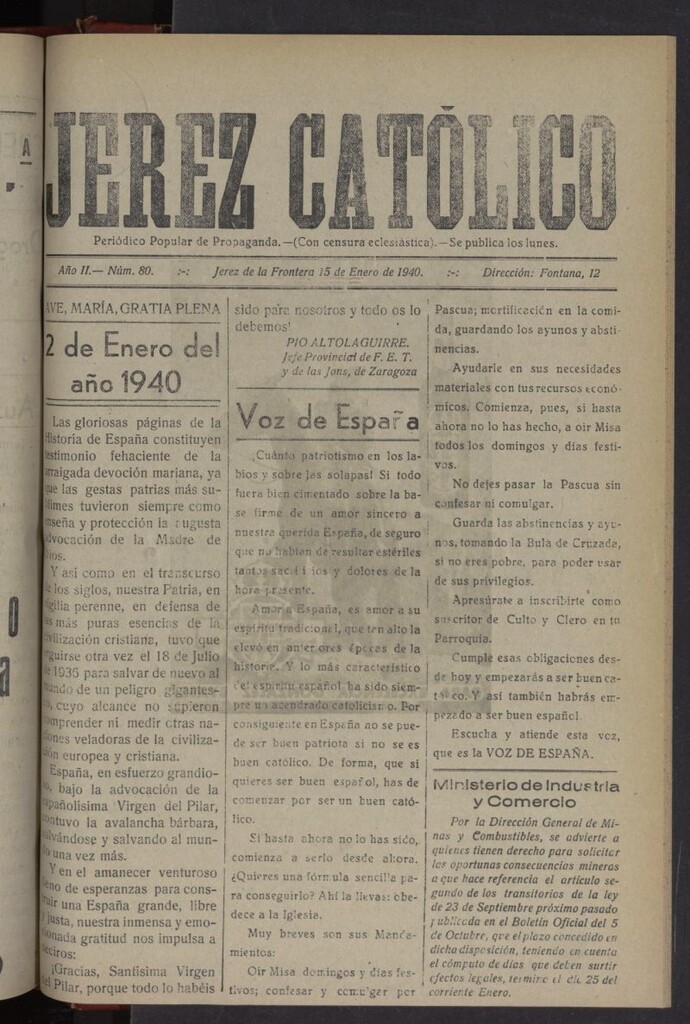 JEREZ CATÓLICO
Periódico Popular de Propaganda.—(Con censura eclesiástica).—Se publica los lunes.
Año II.— Núm. 80. :-: Jerez de la Frontera 15 de Enero de 1940. :-: Dirección: Fontana, 12
AVE, MARÍA, GRATIA PLENA
2 de Enero del
año 1940
Las gloriosas páginas de la
Historia de España constituyen
testimonio fehaciente de la
arraigada devoción mariana, ya
que las gestas patrias más su-
blimes tuvieron siempre como
enseña y protección la augusta
advocación de la Madre de
Dios.
Y así como en el transcurso
de los siglos, nuestra Patria, en
vigilia perenne, en defensa de
las más puras esencias de la
civilización cristiana, tuvo que
erguirse otra vez el 18 de Julio
de 1936 para salvar de nuevo al
mundo de un peligro gigantes-
co, cuyo alcance no supieron
comprender ni medir otras na-
ciones veladoras de la civiliza-
ción europea y cristiana.
España, en esfuerzo grandio-
so, bajo la advocación de la
Españolísima Virgen del Pilar,
contuvo la avalancha bárbara,
salvándose y salvando al mun-
do una vez más.
Y en el amanecer venturoso
lleno de esperanzas para cons-
truir una España grande, libre
y justa, nuestra inmensa y emo-
cionada gratitud nos impulsa a
deciros:
¡Gracias, Santísima Virgen
del Pilar, porque todo lo habéis
sido para nosotros y todo os lo
debemos!
PIO ALTOLAGUIRRE.
Jefe Provincial de F. E. T.
y de las Jons, de Zaragoza
Voz de España
¡Cuánto patriotismo en los la-
bios y sobre las solapas! Si todo
fuera bien cimentado sobre la ba-
se firme de un amor sincero a
nuestra querida España, de seguro
que no habían de resultar estériles
tantos sacrificios y dolores de la
hora presente.
Amor a España, es amor a su
espíritu tradicional, que tan alto la
elevó en anteriores épocas de la
historia. Y lo más característico
del espíritu español ha sido siem-
pre un acendrado catolicismo. Por
consiguiente en España no se pue-
de ser buen patriota si no se es
buen católico. De forma, que si
quieres ser buen español, has de
comenzar por ser un buen cató-
lico.
Si hasta ahora no lo has sido,
comienza a serlo desde ahora.
¿Quieres una fórmula sencilla pa-
ra conseguirlo? Ahí la llevas: obe-
dece a la Iglesia.
Muy breves son sus Manda-
mientos:
Oir Misa domingos y días fes-
tivos; confesar y comulgar por
Pascua; mortificación en la comi-
da, guardando los ayunos y absti-
nencias.
Ayudarle en sus necesidades
materiales con tus recursos econó-
micos. Comienza, pues, si hasta
ahora no lo has hecho, a oir Misa
todos los domingos y días festi-
vos.
No dejes pasar la Pascua sin
confesar ni comulgar.
Guarda las abstinencias y ayu-
nos, tomando la Bula de Cruzada,
si no eres pobre, para poder usar
de sus privilegios.
Apresúrate a inscribirte como
suscritor de Culto y Clero en tu
Parroquia.
Cumple esas obligaciones des-
de hoy y empezarás a ser buen ca-
tólico. Y así también habrás em-
pezado a ser buen español.
Escucha y atiende esta voz,
que es la VOZ DE ESPAÑA.
Ministerio de Industria
y Comercio
Por la Dirección General de Mi-
nas y Combustibles, se advierte a
quienes tienen derecho para solicitar
las oportunas consecuencias mineras
a que hace referencia el artículo se-
gundo de los transitorios de la ley
de 23 de Septiembre próximo pasado
publicada en el Boletín Oficial del 5
de Octubre, que el plazo concedido en
dicha disposición, teniendo en cuenta
el cómputo de días que deben surtir
efectos legales, termina el día 25 del
corriente Enero.